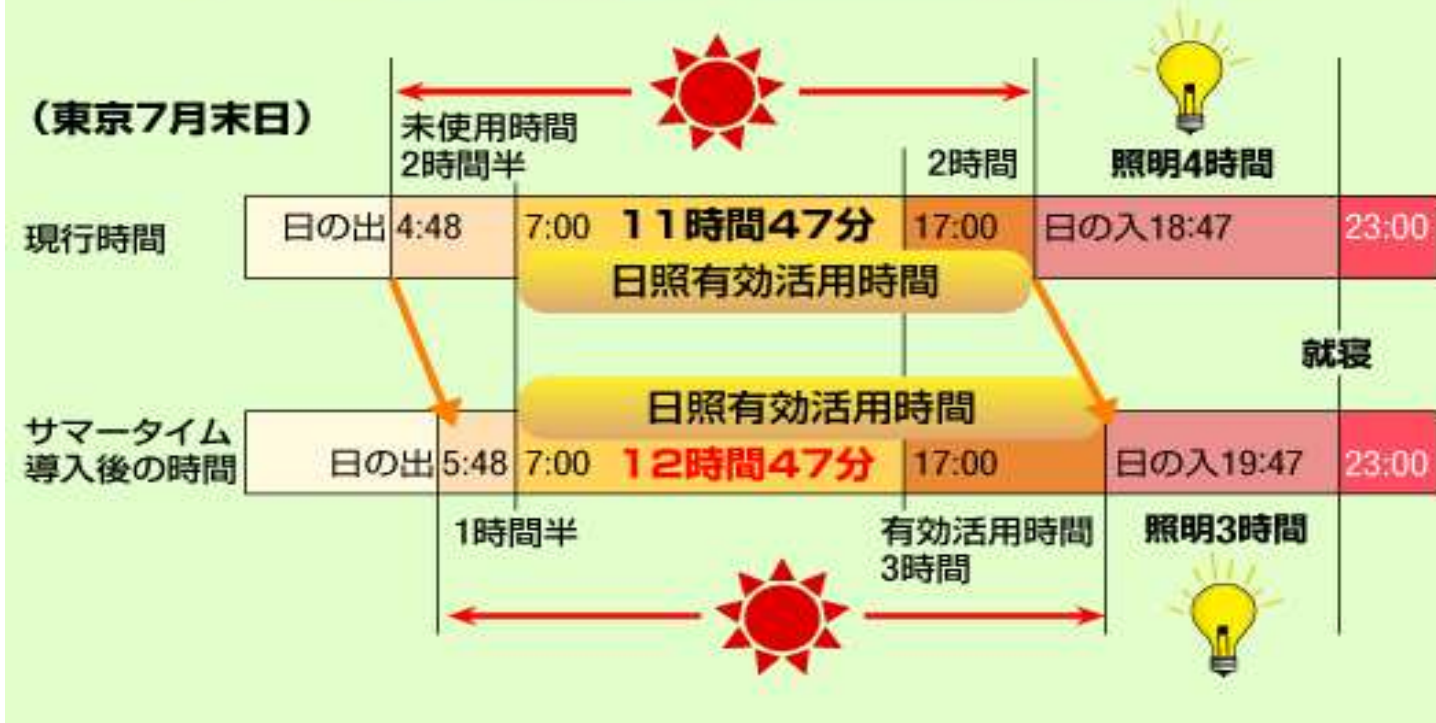 （東京7月末日）
未使用時間
2時間半
2時間
照明4時間
現行時間
日の出 4:48
7:00
11時間47分
17:00
日の入18:47
23:00
日照有効活用時間
就寝
日照有効活用時間
サマータイム
導入後の時間
日の出 5:48
7:00
12時間47分
17:00
日の入19:47
23:00
1時間半
有効活用時間
3時間
照明3時間